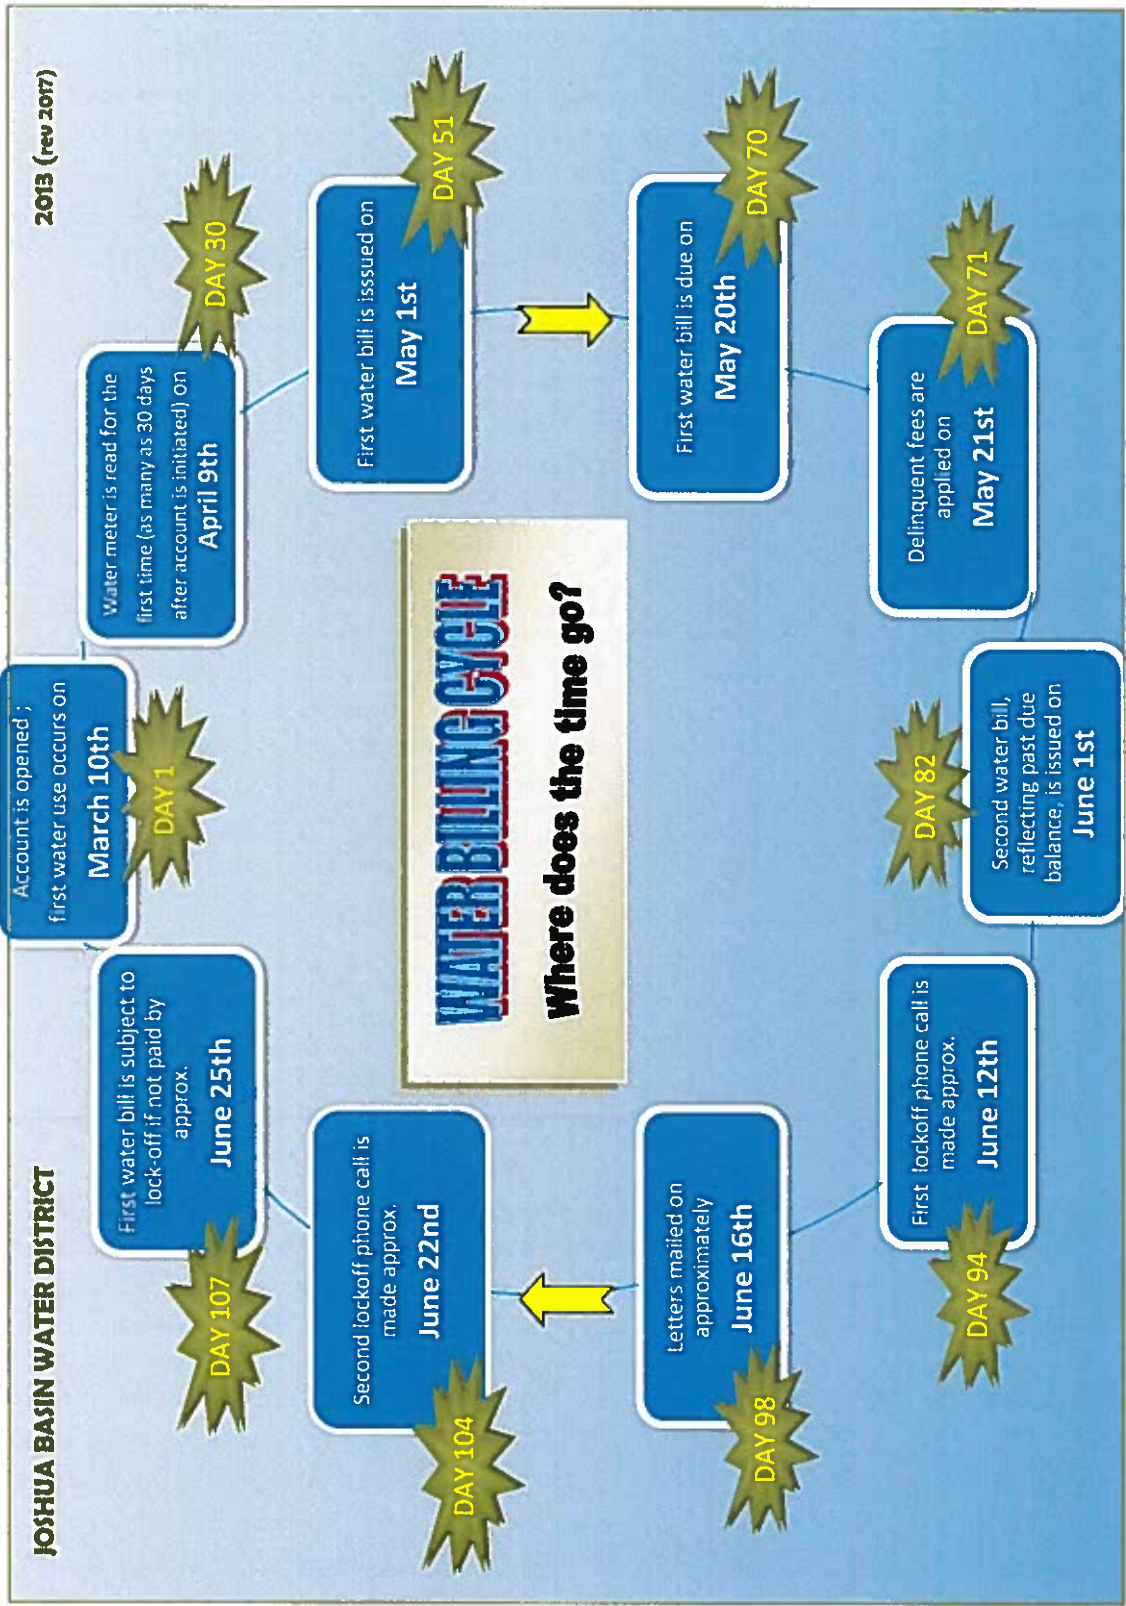 JOSHUA BASIN WATER DISTRICT
2013 (rev 2017)
Account is opened ;
first water use occurs on
March 10th
DAY 1
Water meter is read for the
first time (as many as 30 days
after account is initiated) on
April 9th
DAY 30
First water bill is isssued on
May 1st
DAY 51
First water bill is due on
May 20th
DAY 70
Delinquent fees are
applied on
May 21st
DAY 71
Second water bill,
reflecting past due
balance, is issued on
June 1st
DAY 82
First lockoff phone call is
made approx.
June 12th
DAY 94
Letters mailed on
approximately
June 16th
DAY 98
Second lockoff phone call is
made approx.
June 22nd
DAY 104
First water bill is subject to
lock-off if not paid by
approx.
June 25th
DAY 107
WATER BILLING CYCLE
Where does the time go?